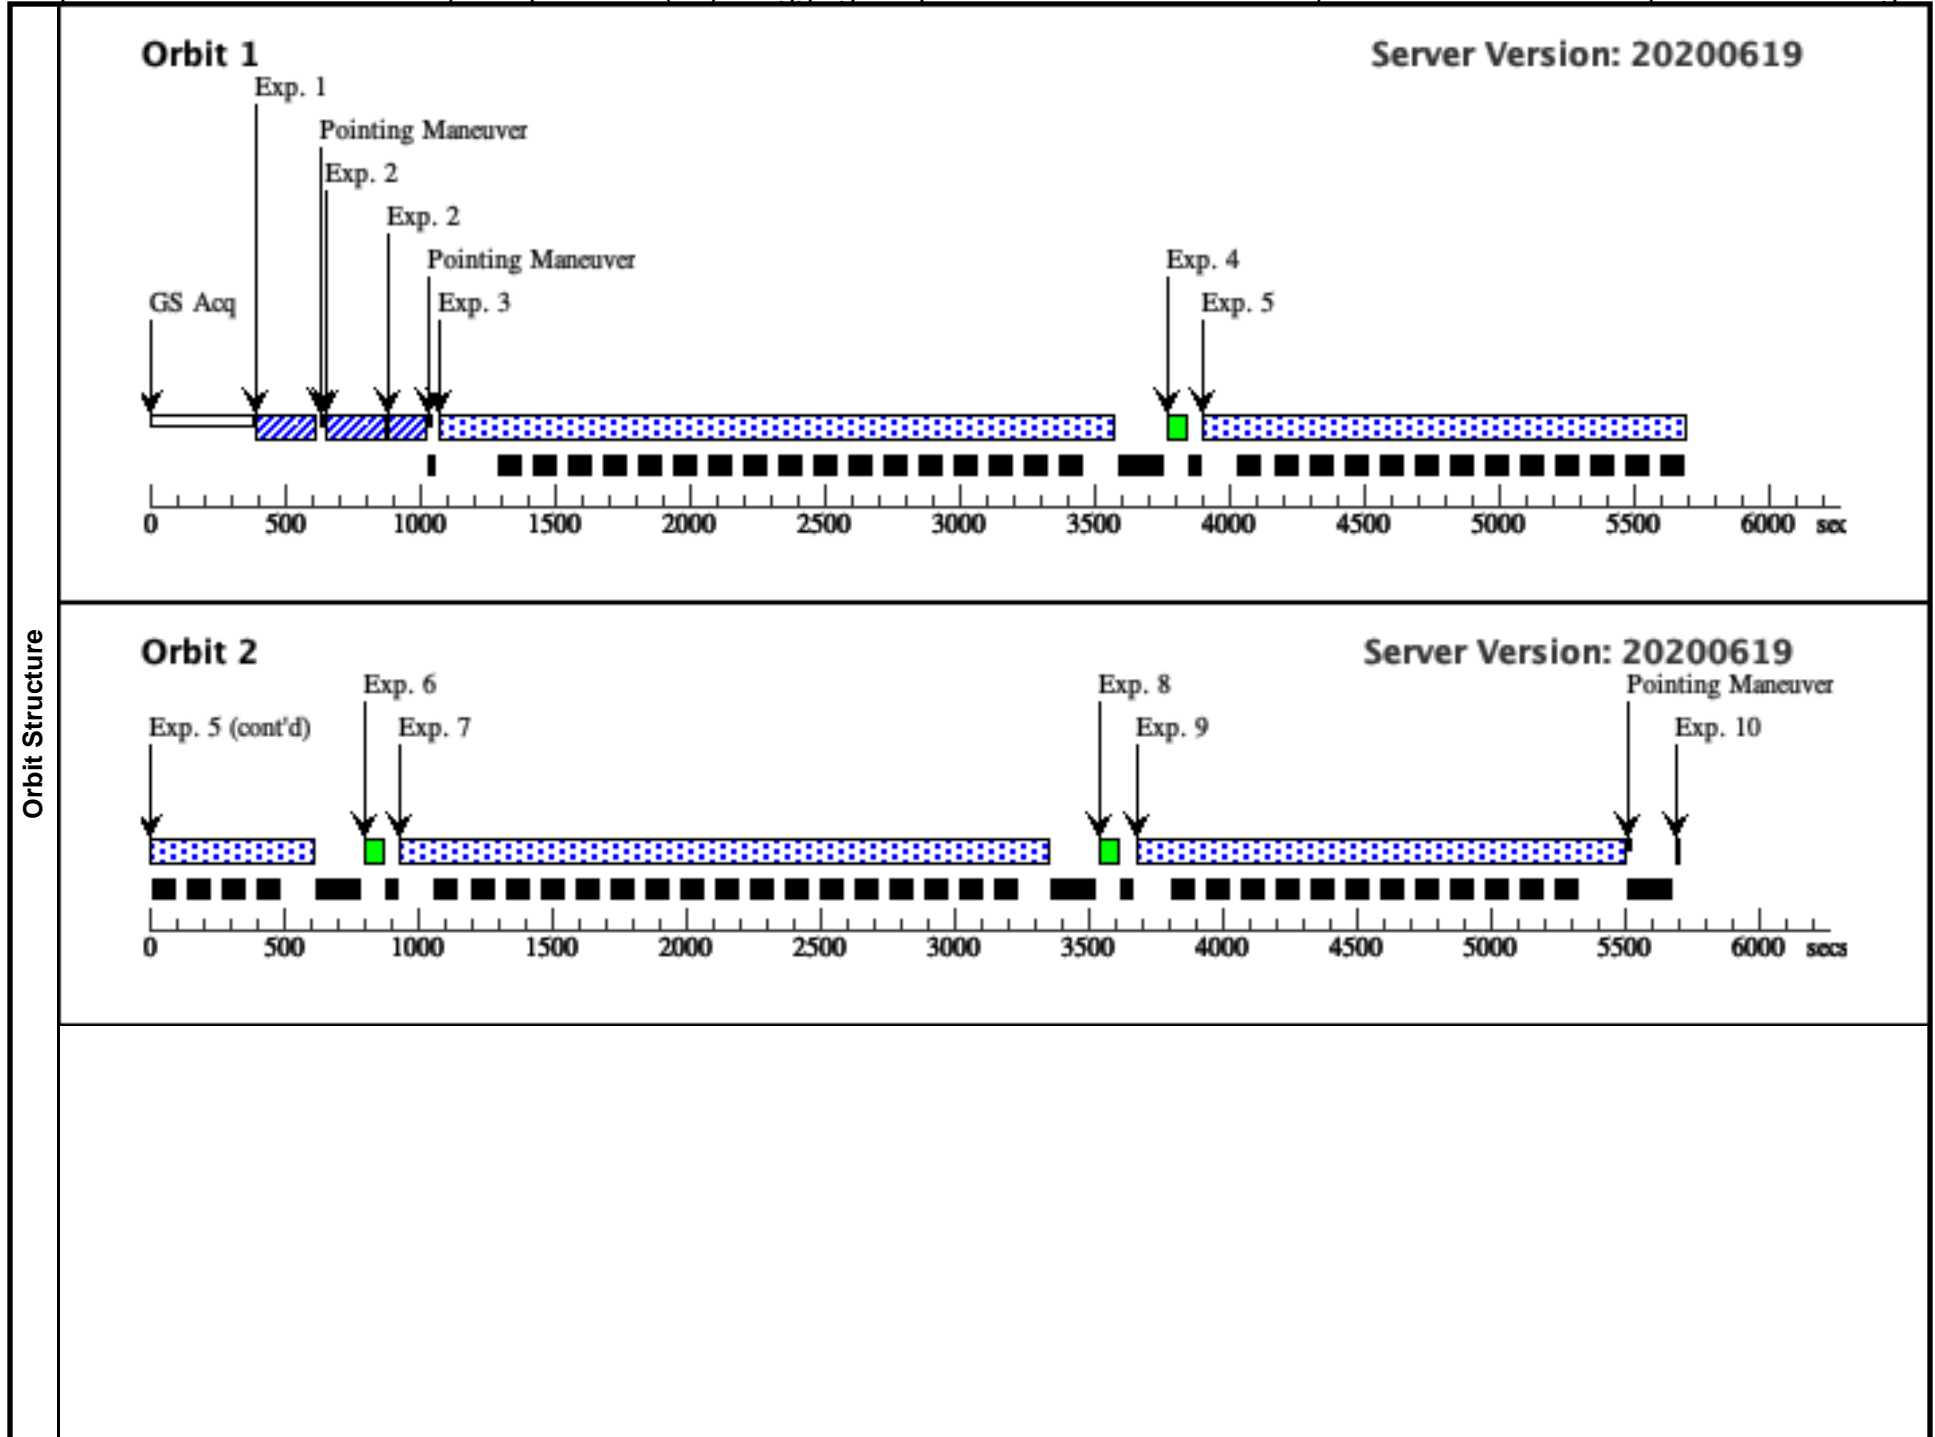 Orbit Structure
Orbit 1
Server Version: 20200619
Exp. 1
Pointing Maneuver
Exp. 2
Exp. 2
Pointing Maneuver
Exp. 4
GS Acq
Exp. 3
Exp. 5
0 500 1000 1500 2000 2500 3000 3500 4000 4500 5000 5500 6000 sec
Orbit 2
Server Version: 20200619
Exp. 6
Exp. 8
Pointing Maneuver
Exp. 5 (cont'd)
Exp. 7
Exp. 9
Exp. 10
0 500 1000 1500 2000 2500 3000 3500 4000 4500 5000 5500 6000 secs